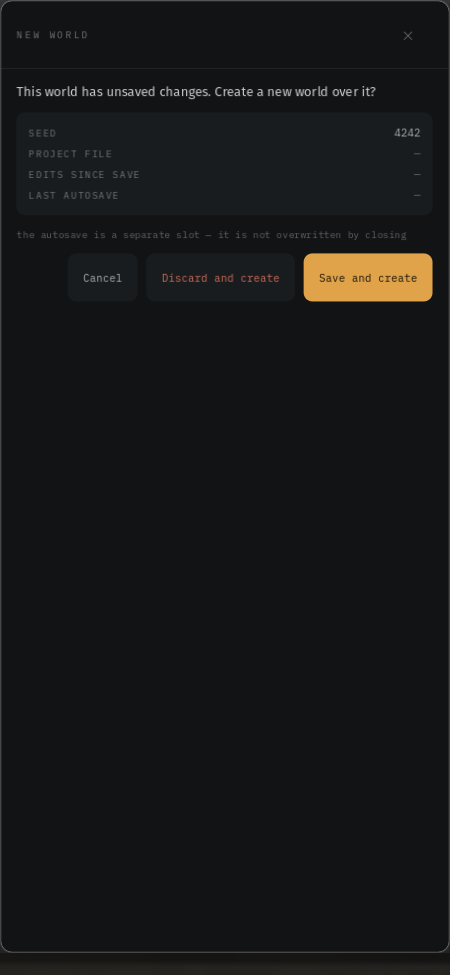 NEW WORLD ×
This world has unsaved changes. Create a new world over it?
SEED 4242
PROJECT FILE —
EDITS SINCE SAVE —
LAST AUTOSAVE —
the autosave is a separate slot — it is not overwritten by closing
Cancel Discard and create Save and create